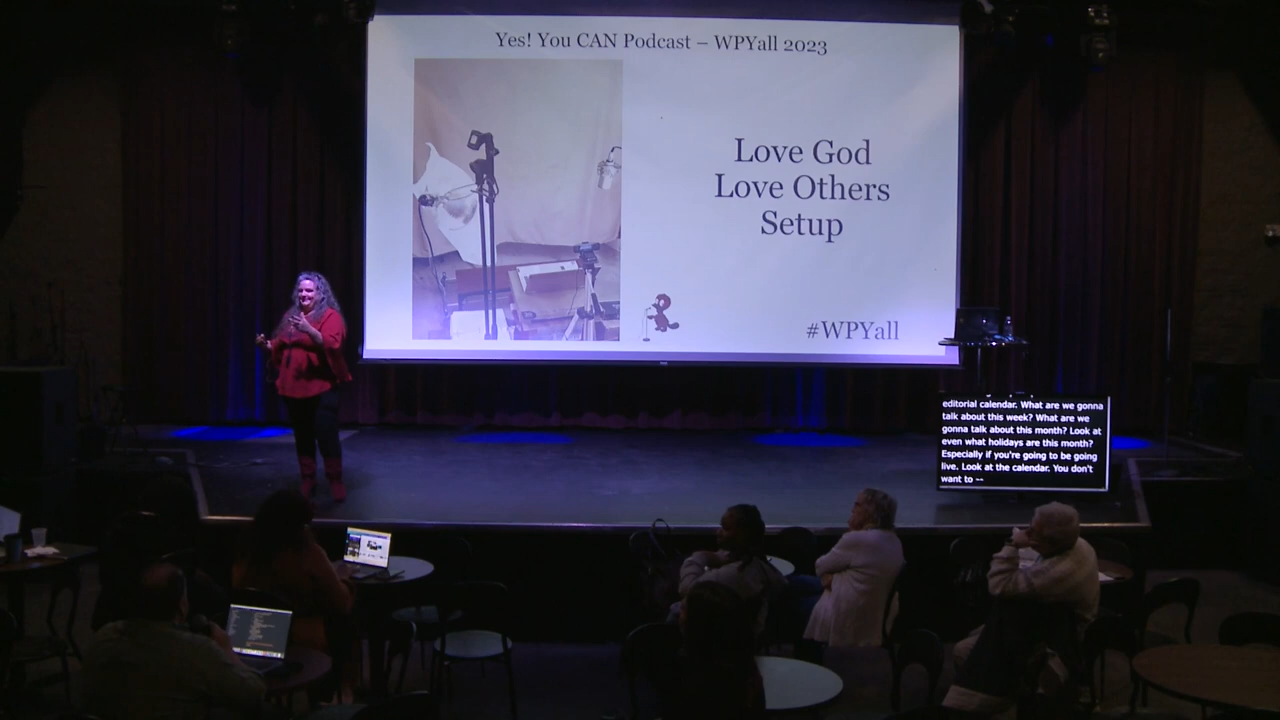 Yes! You CAN Podcast – WPYall 2023
Love God
Love Others
Setup
#WPYall
editorial calendar. What are we gonna
talk about this week? What are we
gonna talk about this month? Look at
even what holidays are this month?
Especially if you're going to be going
live. Look at the calendar. You don't
want to --